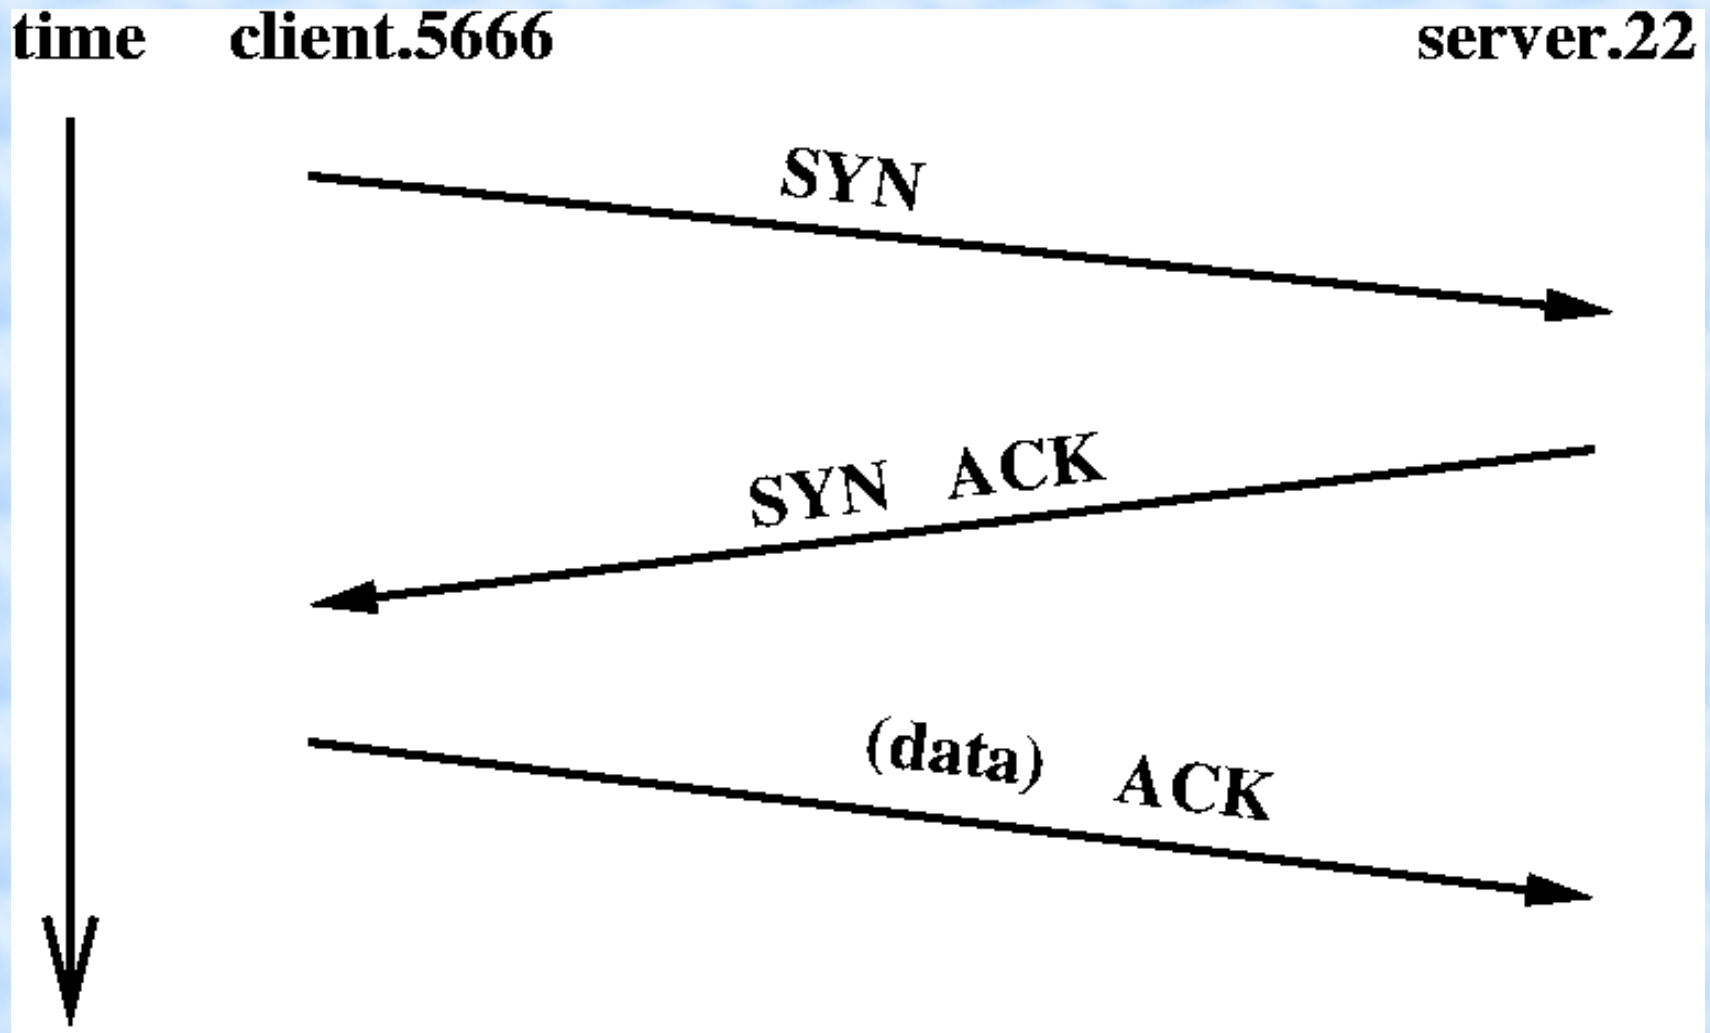 time client.5666 server.22
SYN
SYN ACK
(data) ACK